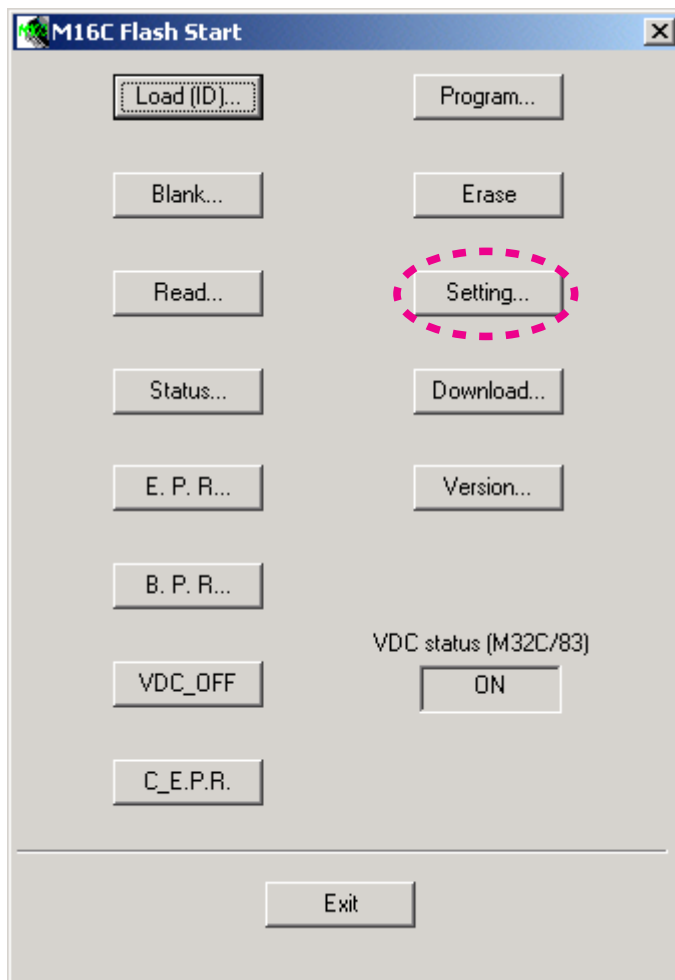 M16C Flash Start
Load (ID)... Program...
Blank... Erase
Read... Setting...
Status... Download...
E. P. R... Version...
B. P. R...
VDC status (M32C/83)
VDC_OFF ON
C_E.P.R.
Exit